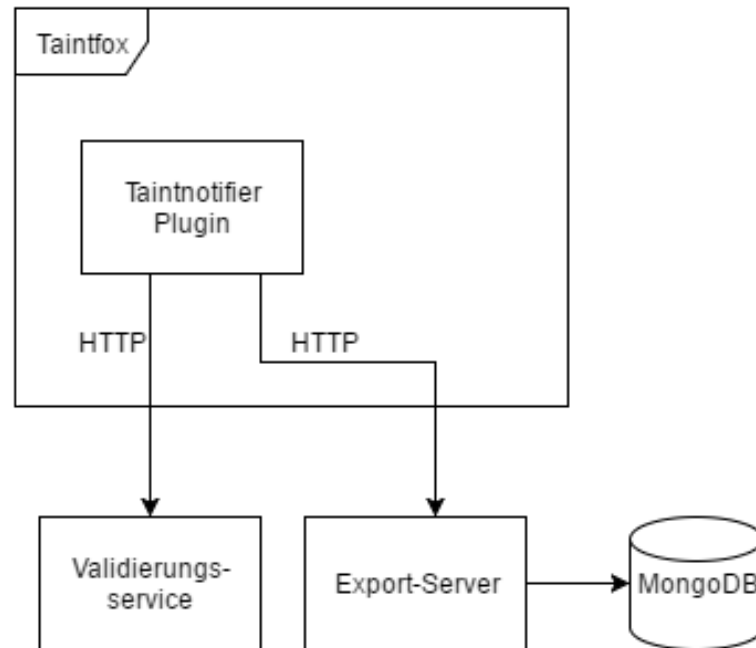 Taintfox
Taintnotifier
Plugin
HTTP
HTTP
Validierungs-
service
Export-Server
MongoDB